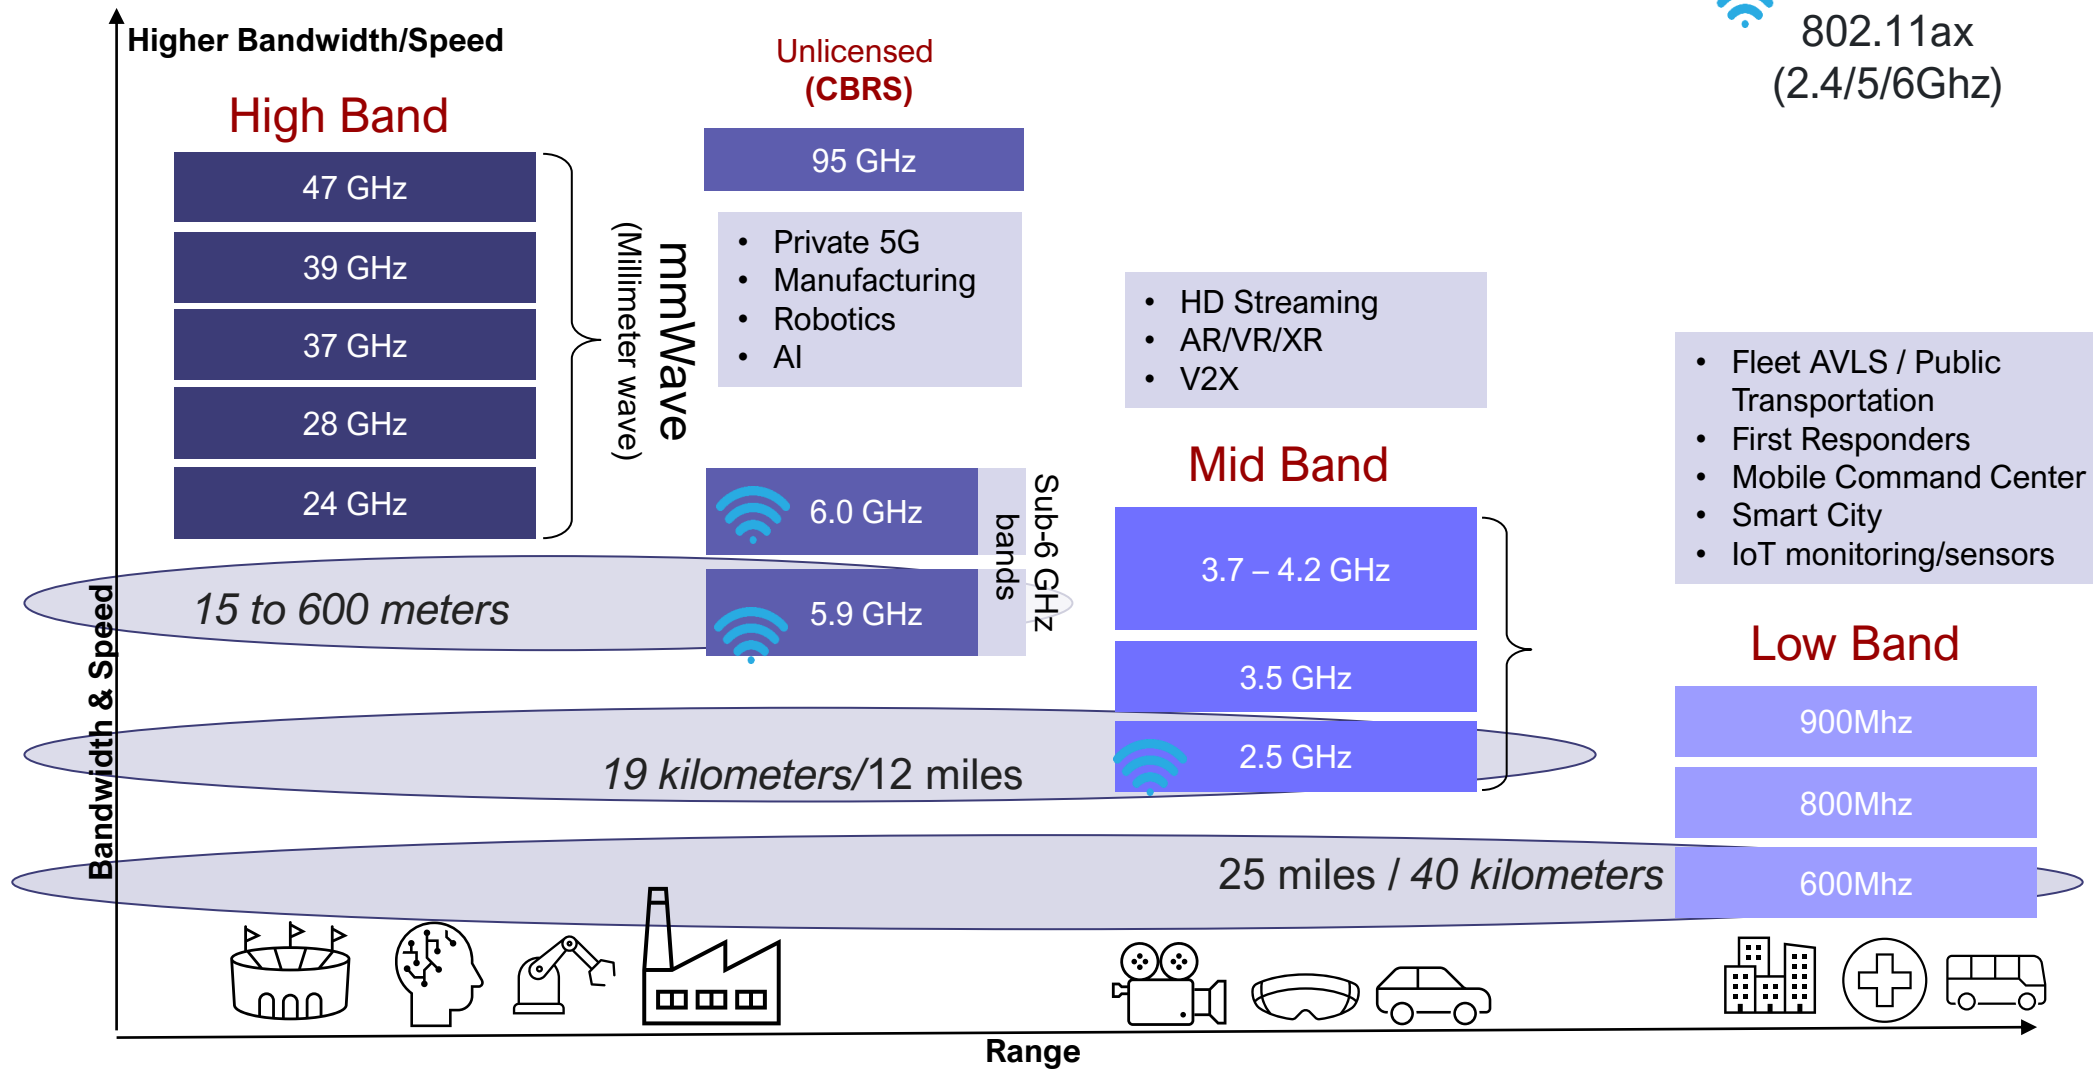 Higher Bandwidth/Speed
High Band
47 GHz
39 GHz
37 GHz
28 GHz
24 GHz
mmWave
(Millimeter wave)
Unlicensed
(CBRS)
95 GHz
• Private 5G
• Manufacturing
• Robotics
• AI
6.0 GHz
5.9 GHz
Sub-6 GHz
bands
802.11ax
(2.4/5/6Ghz)
• HD Streaming
• AR/VR/XR
• V2X
Mid Band
3.7 – 4.2 GHz
3.5 GHz
2.5 GHz
• Fleet AVLS / Public
Transportation
• First Responders
• Mobile Command Center
• Smart City
• IoT monitoring/sensors
Low Band
900Mhz
800Mhz
600Mhz
15 to 600 meters
19 kilometers/12 miles
25 miles / 40 kilometers
Bandwidth & Speed
Range